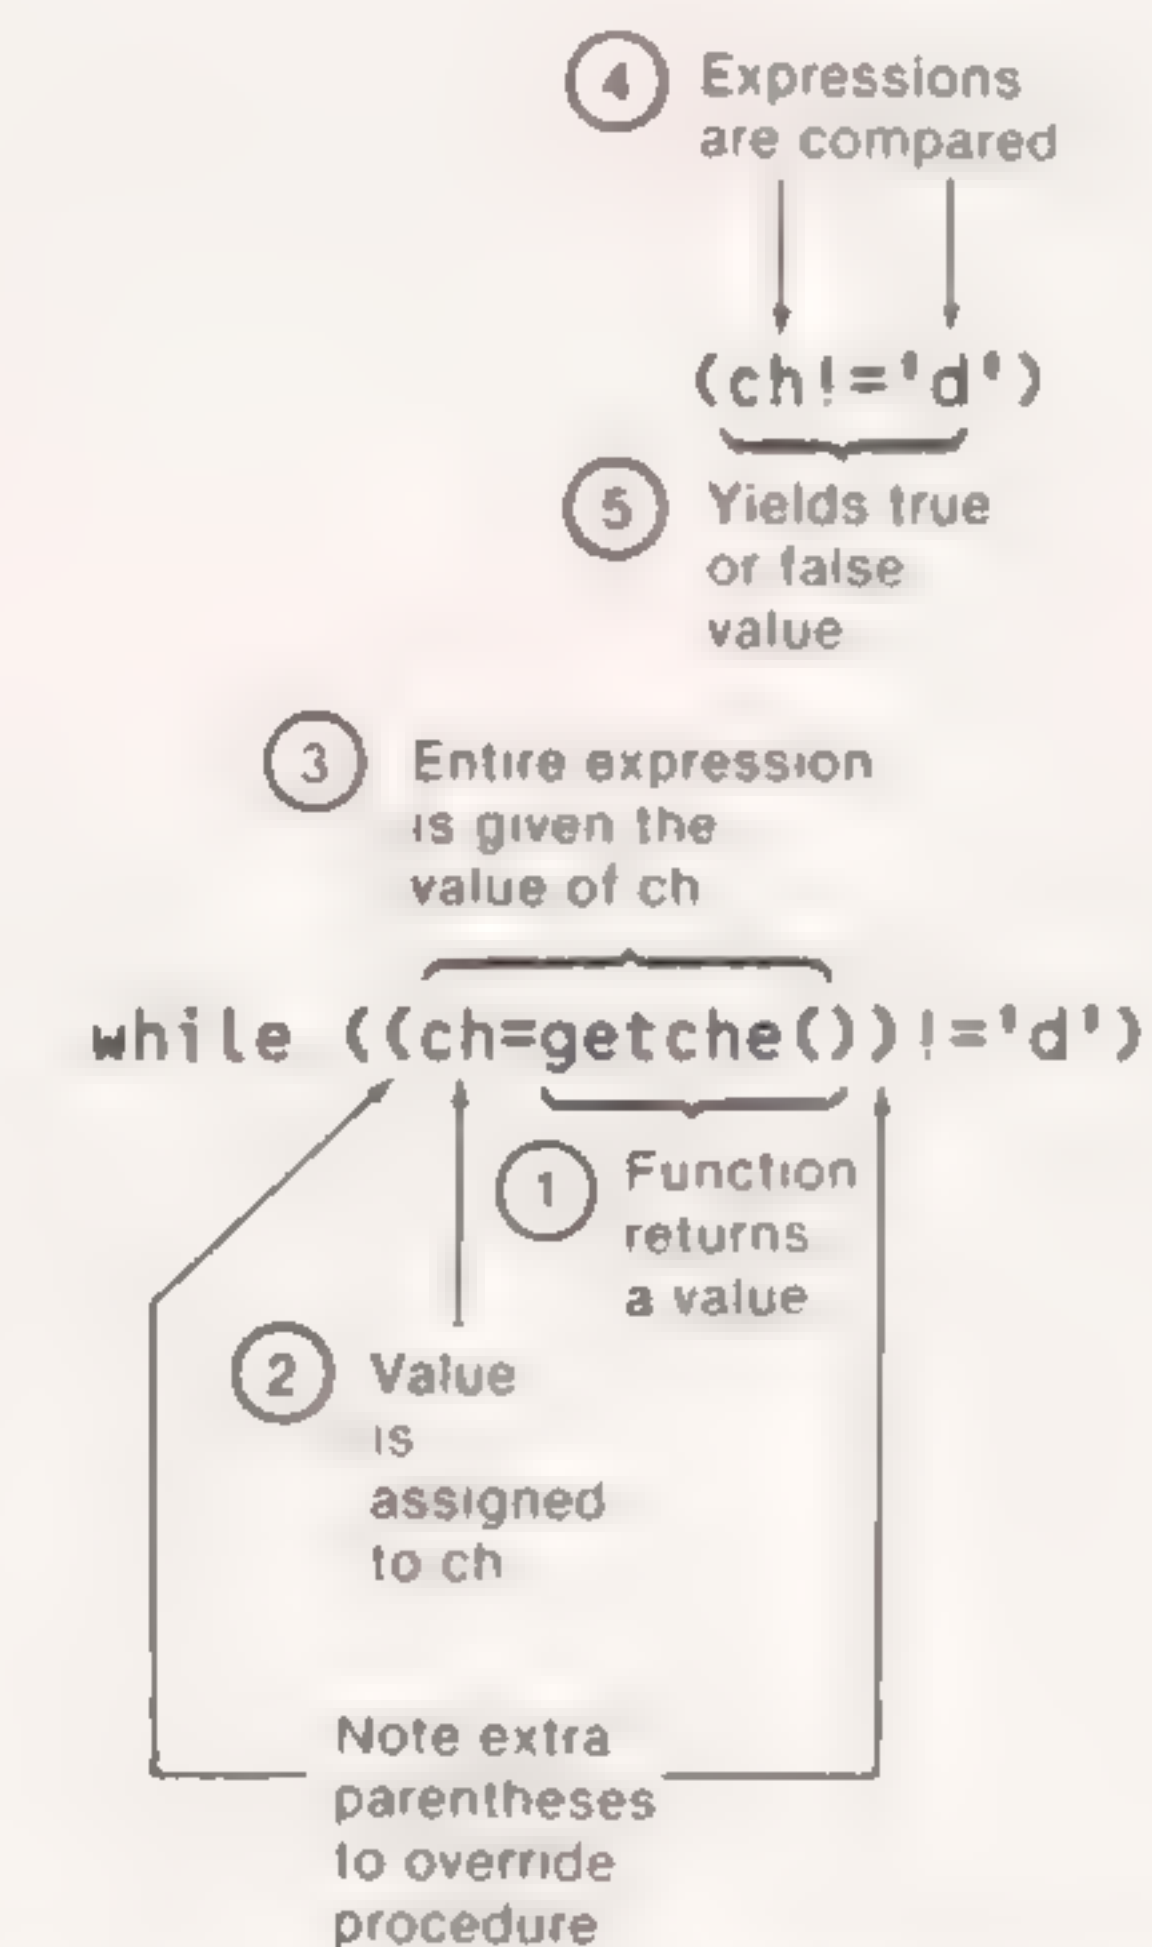 4 Expressions
are compared
(ch!='d')
5 Yields true
or false
value
3 Entire expression
is given the
value of ch
while ((ch=getche())!='d')
1 Function
returns
a value
2 Value
is
assigned
to ch
Note extra
parentheses
to override
procedure